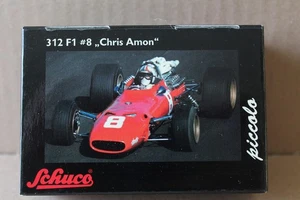 312 F1 #8 „Chris Amon“
8
piccolo
Schuco